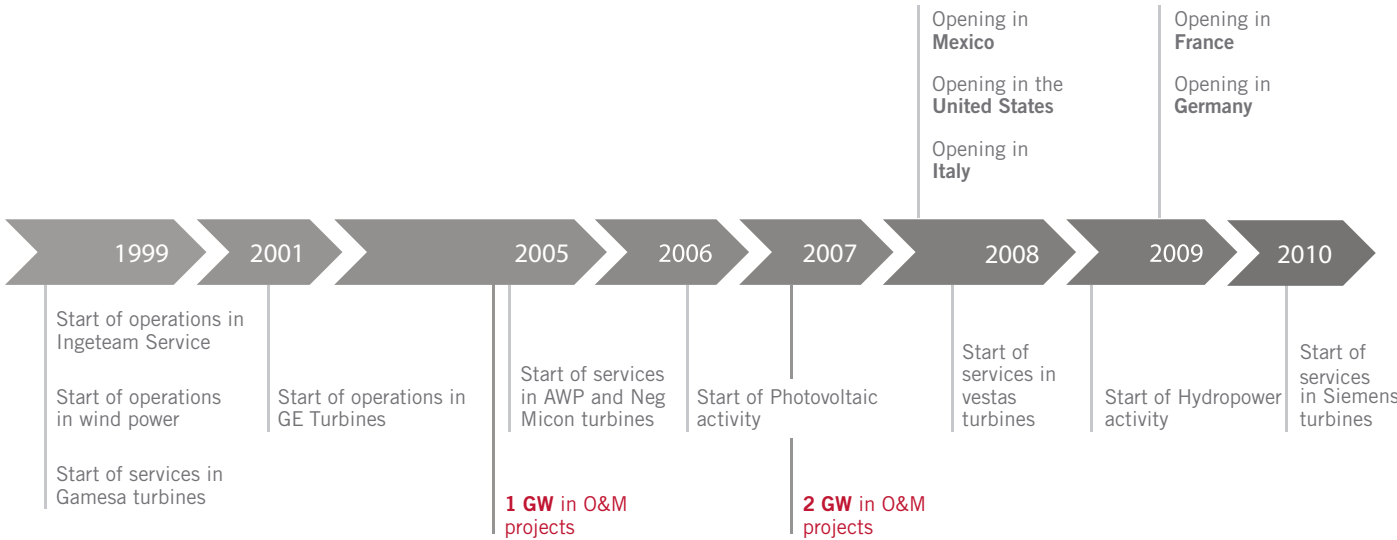 Opening in
Mexico
Opening in the
United States
Opening in
Italy
Opening in
France
Opening in
Germany
1999
2001
2005
2006
2007
2008
2009
2010
Start of operations in
Ingeteam Service
Start of operations
in wind power
Start of services in
Gamesa turbines
Start of operations in
GE Turbines
Start of services
in AWP and Neg
Micon turbines
1 GW in O&M
projects
Start of Photovoltaic
activity
2 GW in O&M
projects
Start of
services in
vestas
turbines
Start of Hydropower
activity
Start of
services
in Siemens
turbines